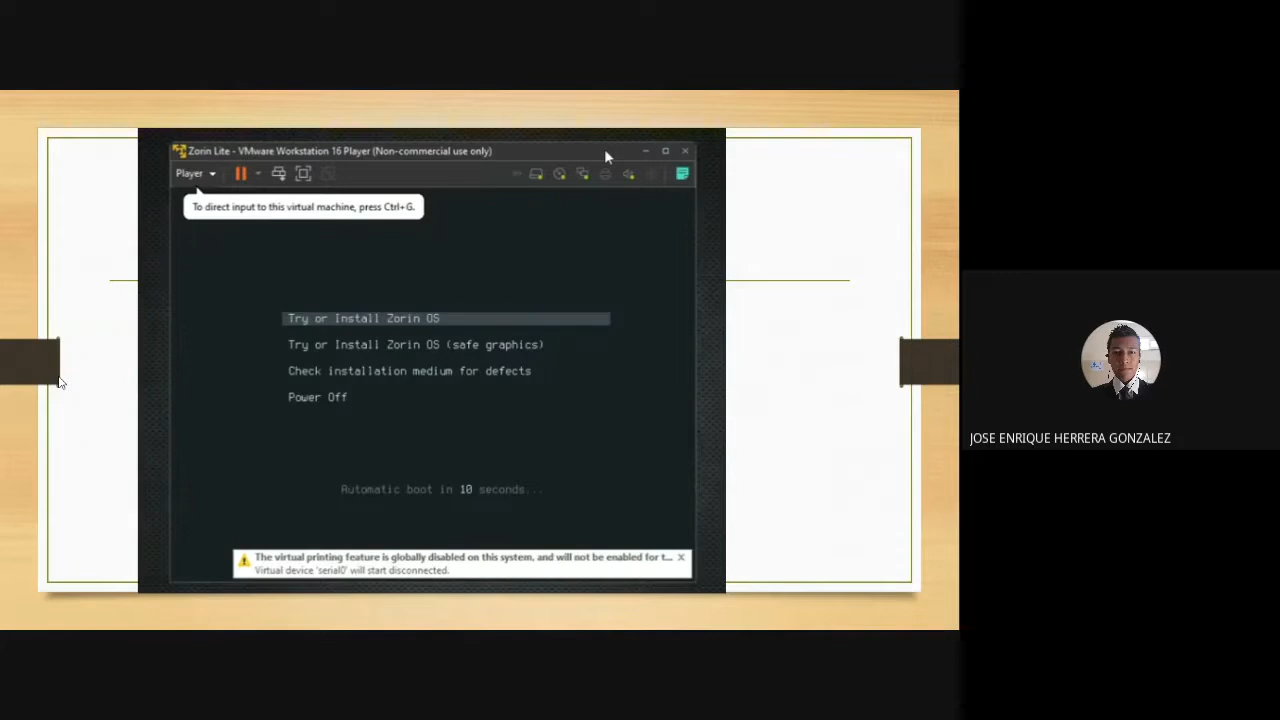 Zorin Lite - VMware Workstation 16 Player (Non-commercial use only)
Player
To direct input to this virtual machine, press Ctrl+G.
Try or Install Zorin OS
Try or Install Zorin OS (safe graphics)
Check installation medium for defects
Power Off
Automatic boot in 10 seconds...
The virtual printing feature is globally disabled on this system, and will not be enabled for t...
Virtual device 'serial0' will start disconnected.
JOSE ENRIQUE HERRERA GONZALEZ